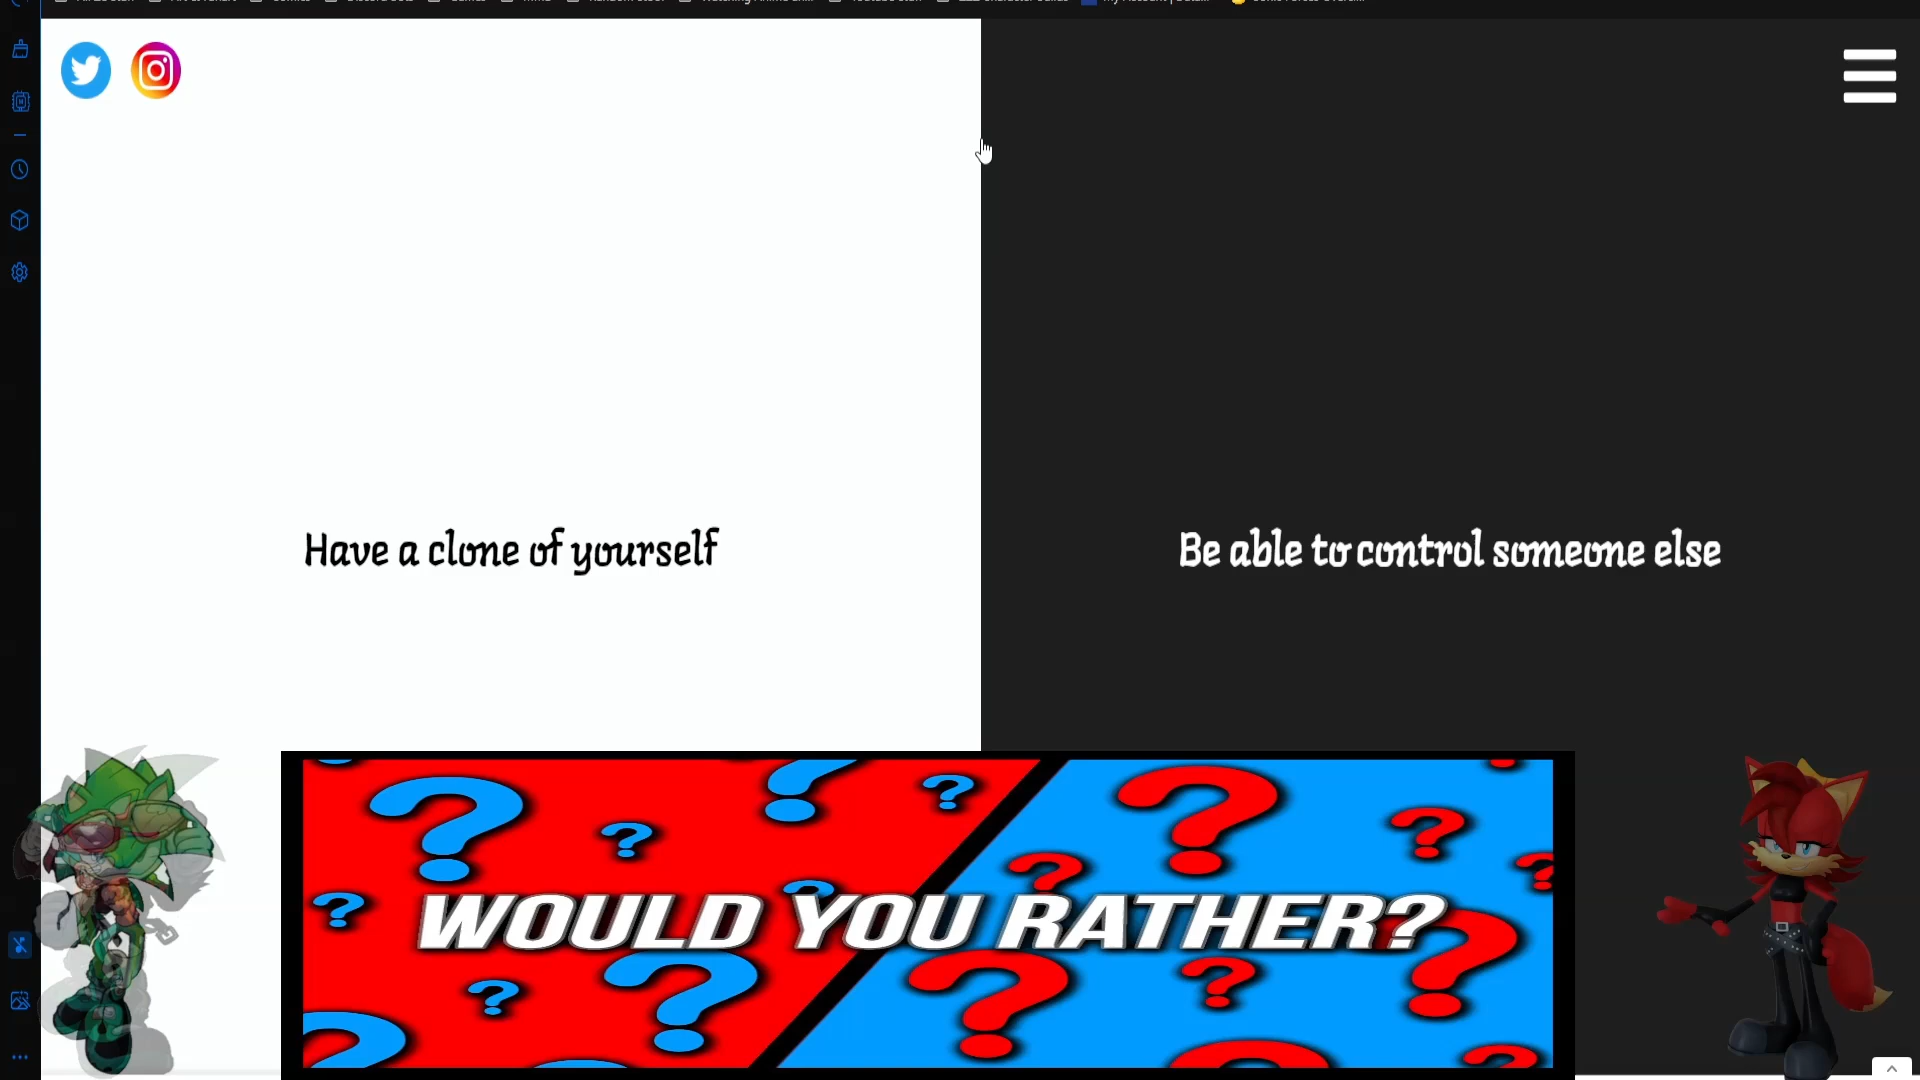 Have a clone of yourself
Be able to control someone else
WOULD YOU RATHER?